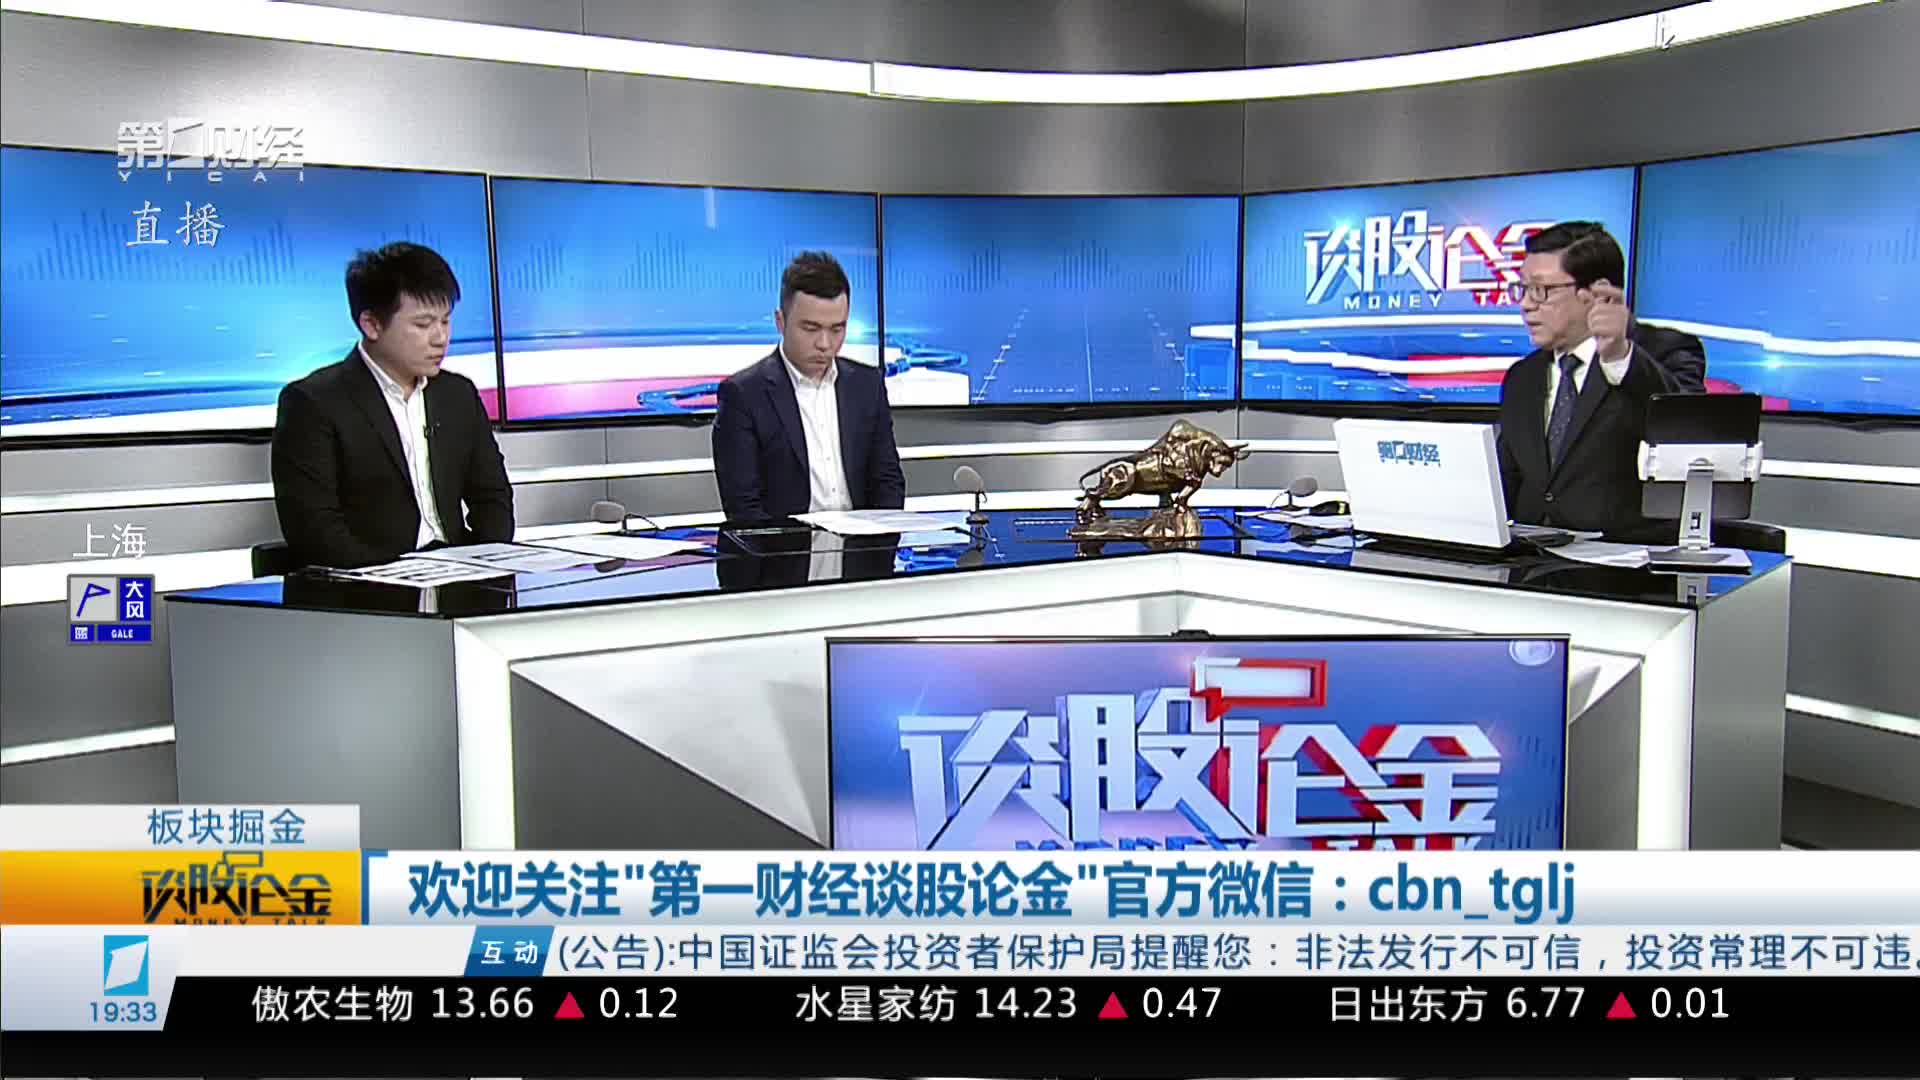 第一财经
YICAI
直播
谈股论金
MONEY TA
第一财经
YICAI
上海
大风
蓝
GALE
谈股论金
MONEY TALK
板块掘金
谈股论金
MONEY TALK
欢迎关注"第一财经谈股论金"官方微信：cbn_tglj
互动 (公告):中国证监会投资者保护局提醒您：非法发行不可信，投资常理不可违.
19:33
傲农生物 13.66 ▲ 0.12 水星家纺 14.23 ▲ 0.47 日出东方 6.77 ▲ 0.01